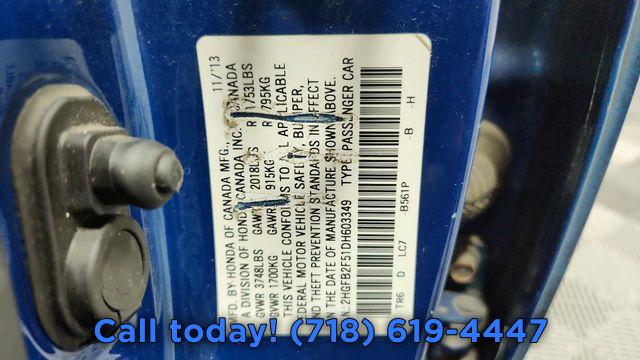 MFG. BY HONDA OF CANADA MFG. 11/13
A DIVISION OF HONDA CANADA INC. CANADA
GVWR 3748LBS GAWR 2018LBS R 1753LBS
GVWR 1700KG GAWR 915KG R 795KG
THIS VEHICLE CONFORMS TO ALL APPLICABLE
FEDERAL MOTOR VEHICLE SAFETY, BUMPER,
AND THEFT PREVENTION STANDARDS IN EFFECT
ON THE DATE OF MANUFACTURE SHOWN ABOVE.
2HGFB2F51DH603349 TYPE: PASSENGER CAR
TR6 D LC7 -B561P -B -H
Call today! (718) 619-4447